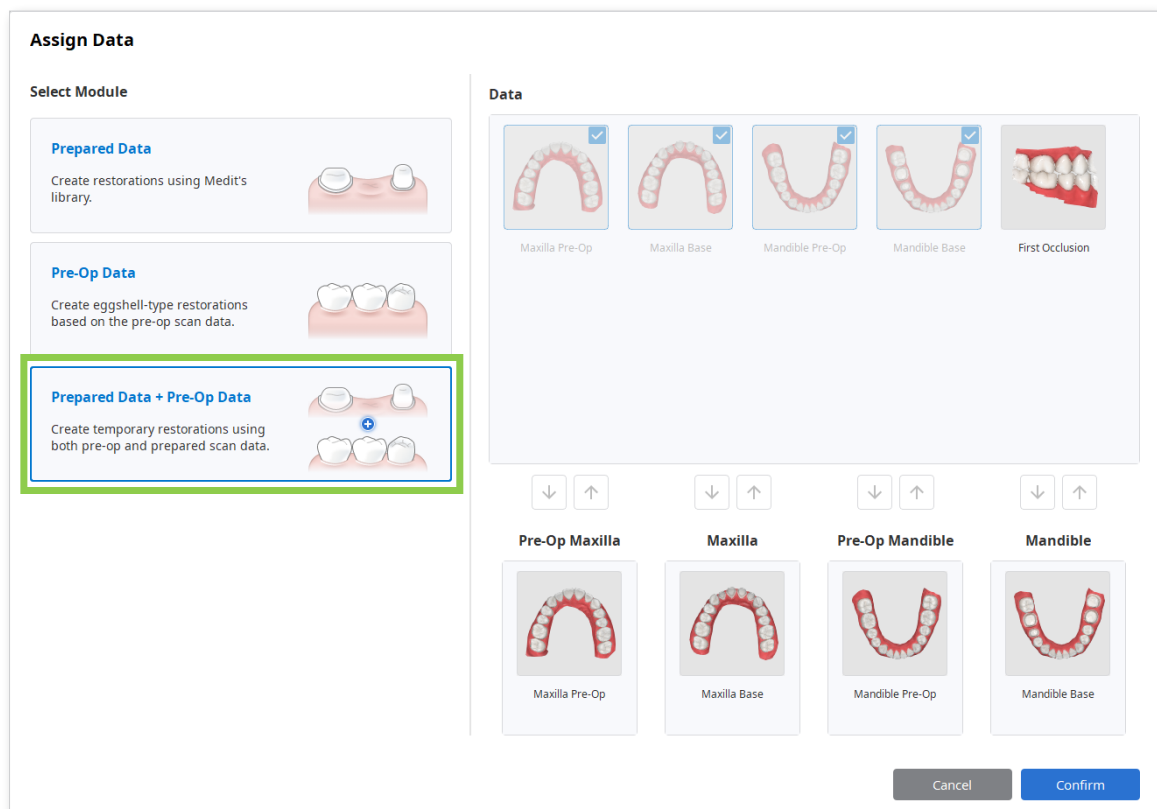 Assign Data
Select Module
Prepared Data
Create restorations using Medit's
library.
Pre-Op Data
Create eggshell-type restorations
based on the pre-op scan data.
Prepared Data + Pre-Op Data
Create temporary restorations using
both pre-op and prepared scan data.
Data
Maxilla Pre-Op
Maxilla Base
Mandible Pre-Op
Mandible Base
First Occlusion
Pre-Op Maxilla
Maxilla
Pre-Op Mandible
Mandible
Maxilla Pre-Op
Maxilla Base
Mandible Pre-Op
Mandible Base
Cancel
Confirm